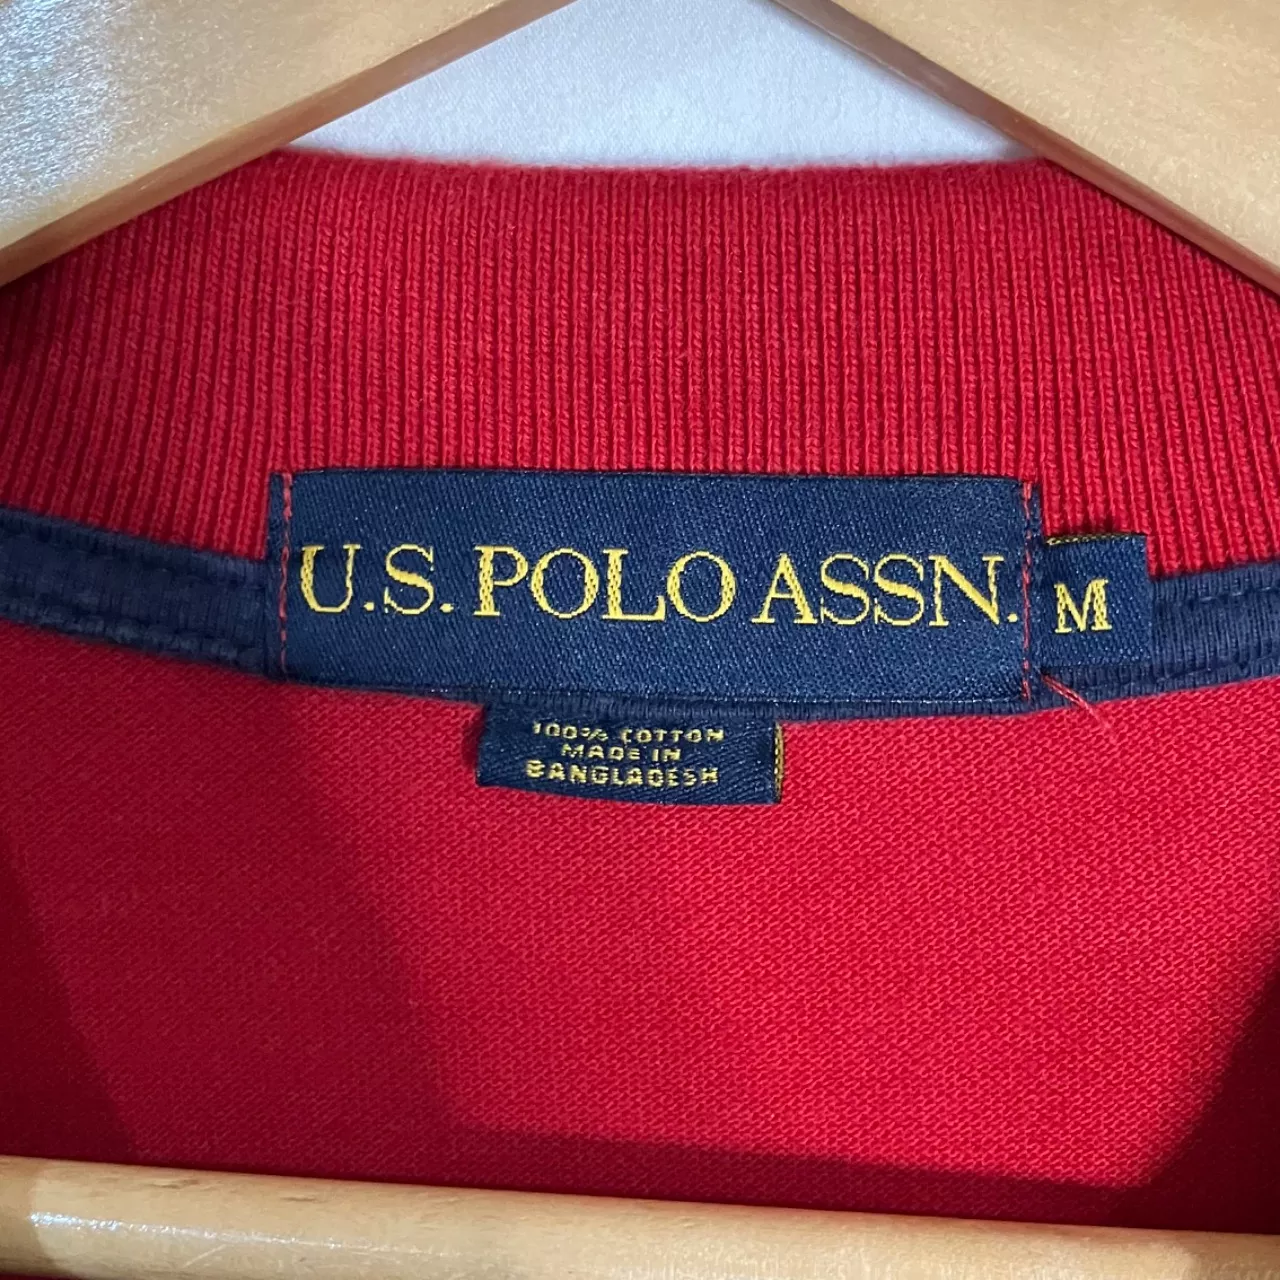 U.S. POLO ASSN.
M
100% COTTON
MADE IN
BANGLADESH